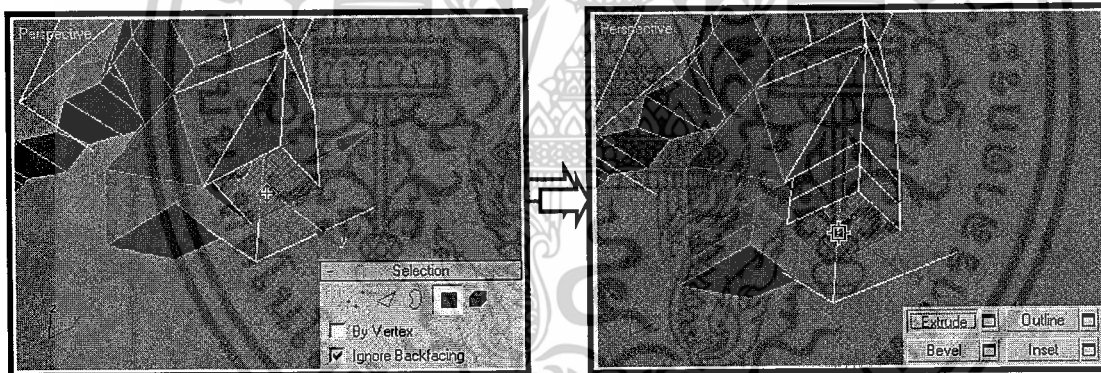 Perspective
Selection
By Vertex
Ignore Backfacing
Perspective
Extrude Outline
Bevel Inset